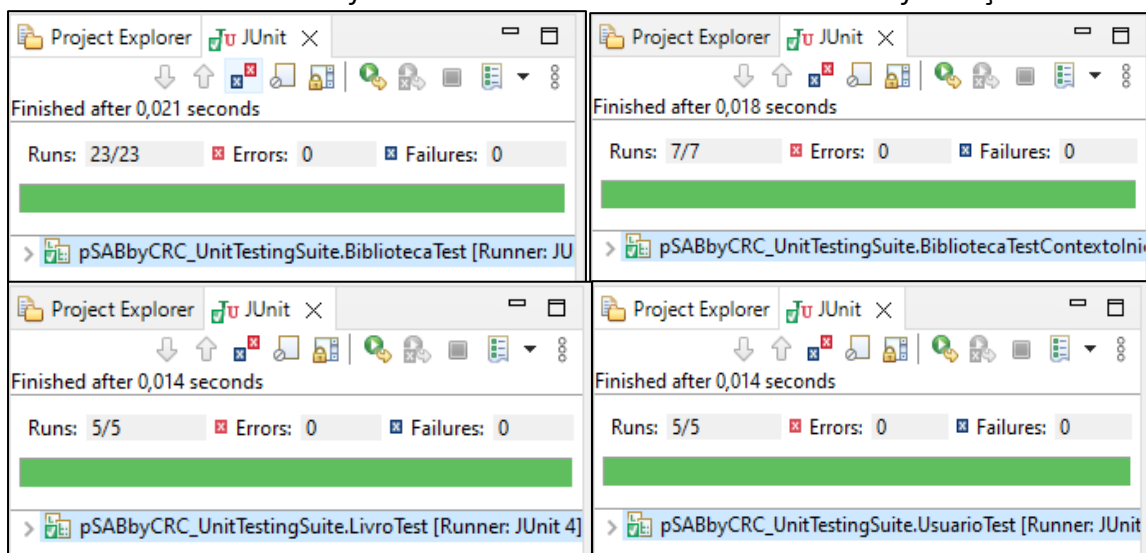 Project Explorer JUnit
Finished after 0,021 seconds
Runs: 23/23 Errors: 0 Failures: 0
pSABbyCRC_UnitTestingSuite.BibliotecaTest [Runner: JU
Project Explorer JUnit
Finished after 0,018 seconds
Runs: 7/7 Errors: 0 Failures: 0
pSABbyCRC_UnitTestingSuite.BibliotecaTestContextoInic
Project Explorer JUnit
Finished after 0,014 seconds
Runs: 5/5 Errors: 0 Failures: 0
pSABbyCRC_UnitTestingSuite.LivroTest [Runner: JUnit 4]
Project Explorer JUnit
Finished after 0,014 seconds
Runs: 5/5 Errors: 0 Failures: 0
pSABbyCRC_UnitTestingSuite.UsuarioTest [Runner: JUnit